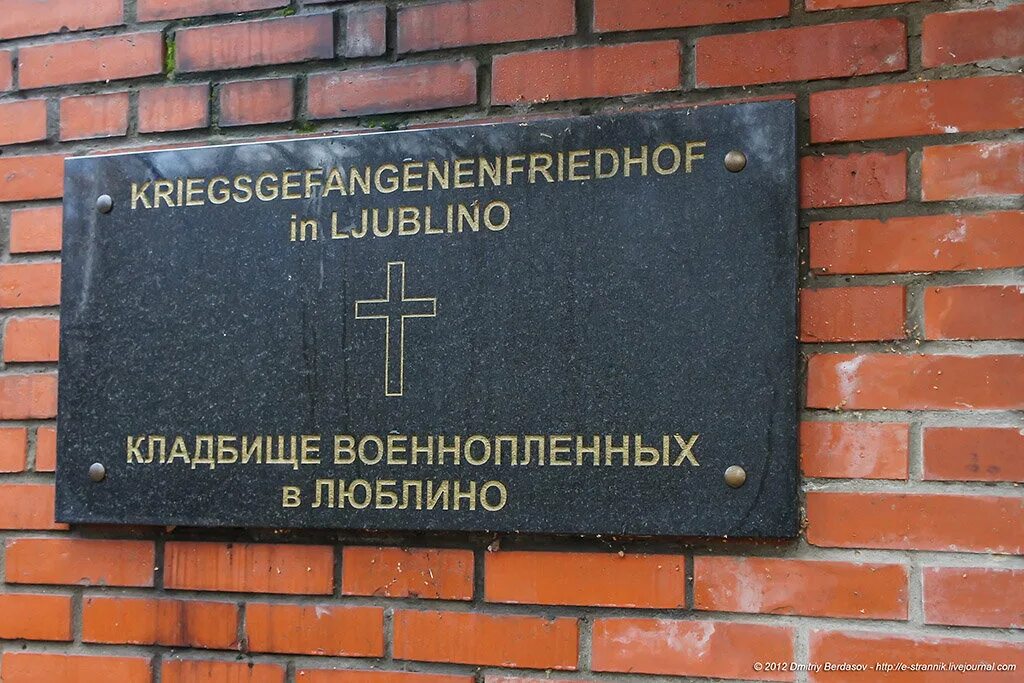 KRIEGSGEFANGENENFRIEDHOF
in LJUBLINO
КЛАДБИЩЕ ВОЕННОПЛЕННЫХ
в ЛЮБЛИНО
© 2012 Dmitry Berdasov - http://e-strannik.livejournal.com